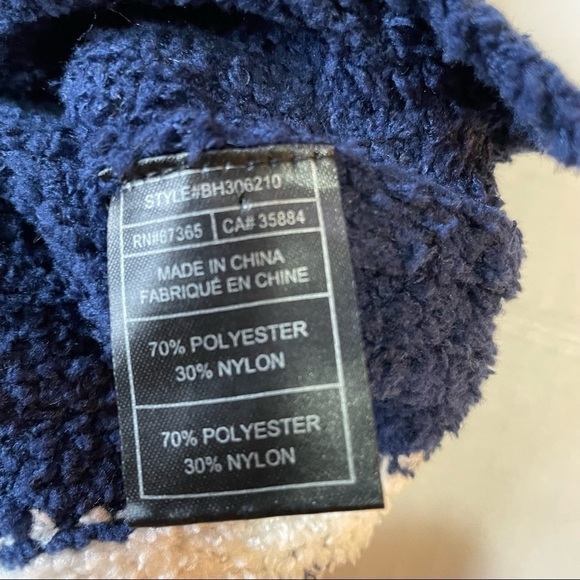 STYLE#BH306210
RN#67365 CA# 35884
MADE IN CHINA
FABRIQUÉ EN CHINE
70% POLYESTER
30% NYLON
70% POLYESTER
30% NYLON